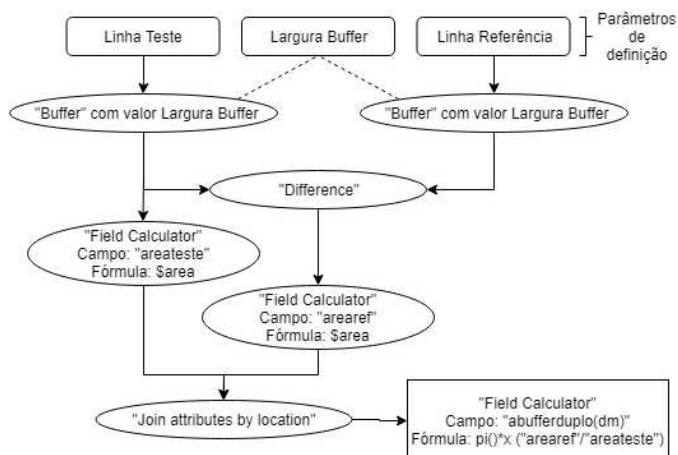 Linha Teste
Largura Buffer
Linha Referência
Parâmetros
de
definição
"Buffer" com valor Largura Buffer
"Buffer" com valor Largura Buffer
"Difference"
"Field Calculator"
Campo: "areateste"
Fórmula: $area
"Field Calculator"
Campo: "arearef"
Fórmula: $area
"Join attributes by location"
"Field Calculator"
Campo: "abufferduplo(dm)"
Fórmula: pi()*x ("arearef"/"areateste")